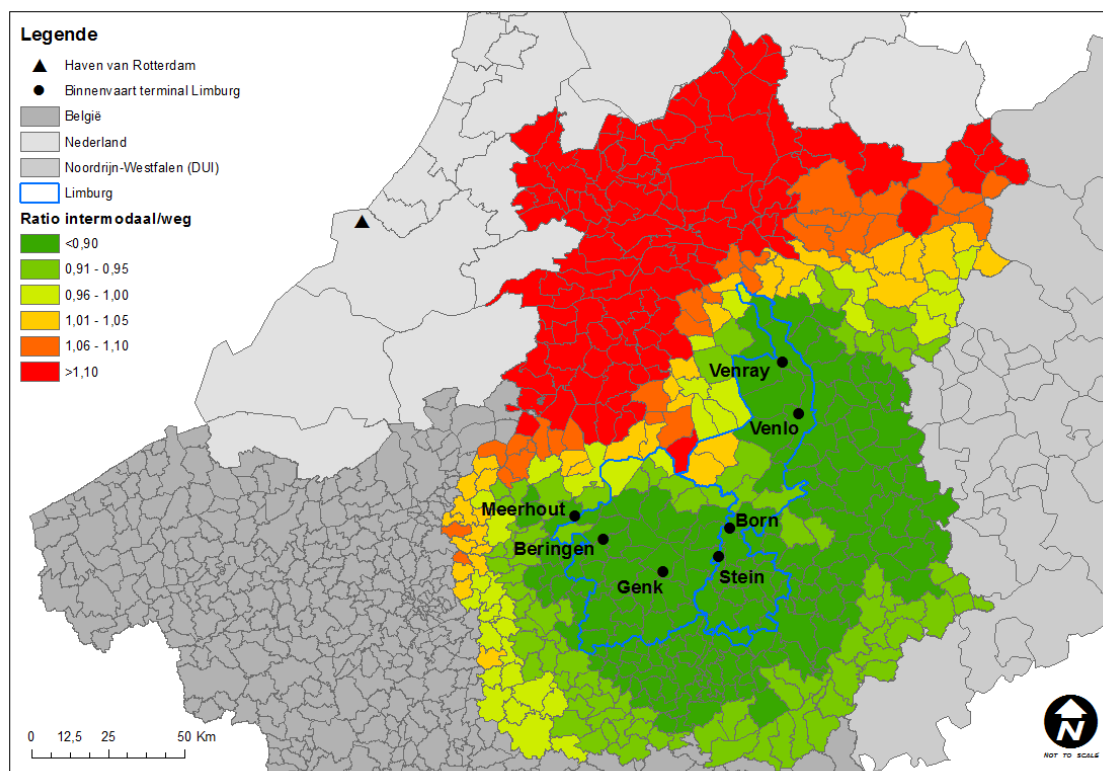 Legende
Haven van Rotterdam
Binnenvaart terminal Limburg
België
Nederland
Noordrijn-Westfalen (DUI)
Limburg
Ratio intermodaal/weg
<0,90
0,91 - 0,95
0,96 - 1,00
1,01 - 1,05
1,06 - 1,10
>1,10
Venray
Venlo
Meerhout
Born
Beringen
Stein
Genk
0 12,5 25 50 Km
N
NOT TO SCALE